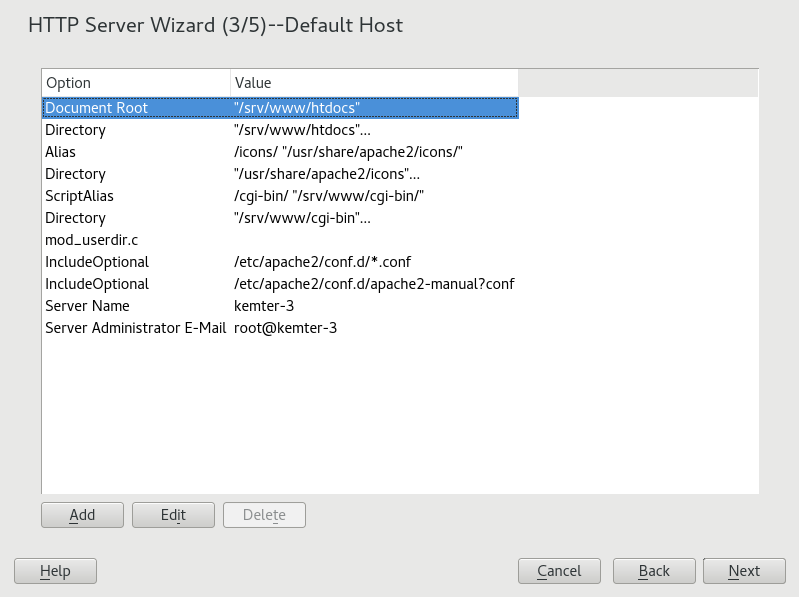 HTTP Server Wizard (3/5)--Default Host
Option Value
Document Root "/srv/www/htdocs"
Directory "/srv/www/htdocs"...
Alias /icons/ "/usr/share/apache2/icons/"
Directory "/usr/share/apache2/icons"...
ScriptAlias /cgi-bin/ "/srv/www/cgi-bin/"
Directory "/srv/www/cgi-bin"...
mod_userdir.c
IncludeOptional /etc/apache2/conf.d/*.conf
IncludeOptional /etc/apache2/conf.d/apache2-manual?conf
Server Name kemter-3
Server Administrator E-Mail root@kemter-3
Add Edit Delete
Help Cancel Back Next